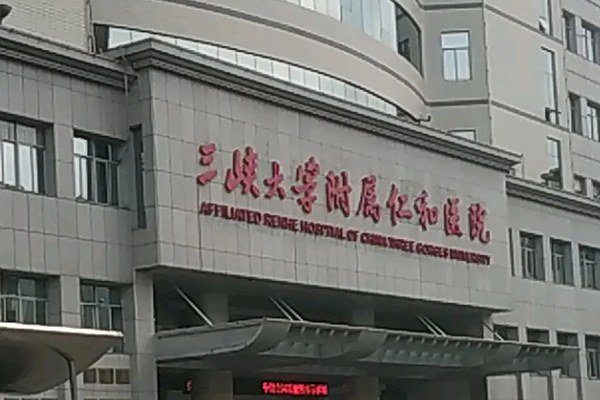 三峡大学附属仁和医院
AFFILIATED RENHE HOSPITAL OF CHINA THREE GORGES UNIVERSITY